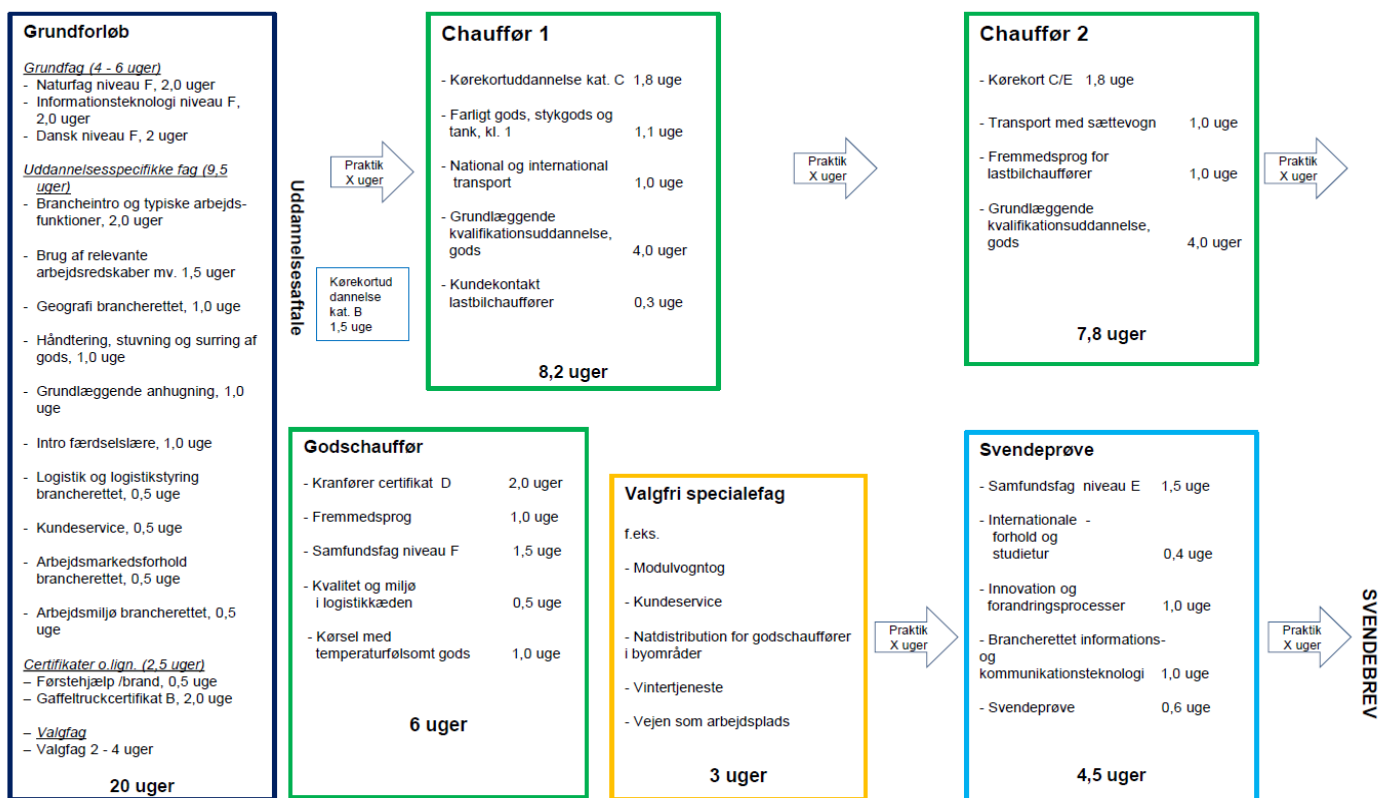 Grundforløb
Grundfag (4 - 6 uger)
- Naturfag niveau F, 2,0 uger
- Informationsteknologi niveau F,
2,0 uger
- Dansk niveau F, 2 uger
Uddannelsesspecifikke fag (9,5
uger)
- Brancheintro og typiske arbejds-
funktioner, 2,0 uger
- Brug af relevante
arbejdsredskaber mv. 1,5 uger
- Geografi brancherettet, 1,0 uge
- Håndtering, stuvning og surring af
gods, 1,0 uge
- Grundlæggende anhugning, 1,0
uge
- Intro færdselslære, 1,0 uge
- Logistik og logistikstyring
brancherettet, 0,5 uge
- Kundeservice, 0,5 uge
- Arbejdsmarkedsforhold
brancherettet, 0,5 uge
- Arbejdsmiljø brancherettet, 0,5
uge
Certifikater o.lign. (2,5 uger)
– Førstehjælp /brand, 0,5 uge
– Gaffeltruckcertifikat B, 2,0 uge
– Valgfag
– Valgfag 2 - 4 uger
20 uger
Uddannelsesaftale
Praktik
X uger
Kørekortud
dannelse
kat. B
1,5 uge
Chauffør 1
- Kørekortuddannelse kat. C 1,8 uge
- Farligt gods, stykgods og
tank, kl. 1 1,1 uge
- National og international
transport 1,0 uge
- Grundlæggende
kvalifikationsuddannelse,
gods 4,0 uger
- Kundekontakt
lastbilchauffører 0,3 uge
8,2 uger
Praktik
X uger
Chauffør 2
- Kørekort C/E 1,8 uge
- Transport med sættevogn 1,0 uge
- Fremmedsprog for
lastbilchauffører 1,0 uge
- Grundlæggende
kvalifikationsuddannelse,
gods 4,0 uger
7,8 uger
Praktik
X uger
Godschauffør
- Kranfører certifikat D 2,0 uger
- Fremmedsprog 1,0 uge
- Samfundsfag niveau F 1,5 uge
- Kvalitet og miljø
i logistikkæden 0,5 uge
- Kørsel med
temperaturfølsomt gods 1,0 uge
6 uger
Valgfri specialefag
f.eks.
- Modulvogntog
- Kundeservice
- Natdistribution for godschauffører
i byområder
- Vintertjeneste
- Vejen som arbejdsplads
3 uger
Praktik
X uger
Svendeprøve
- Samfundsfag niveau E 1,5 uge
- Internationale -
forhold og
studietur 0,4 uge
- Innovation og
forandringsprocesser 1,0 uge
- Brancherettet informations-
og
kommunikationsteknologi 1,0 uge
- Svendeprøve 0,6 uge
4,5 uger
Praktik
X uger
SVENDEBREV